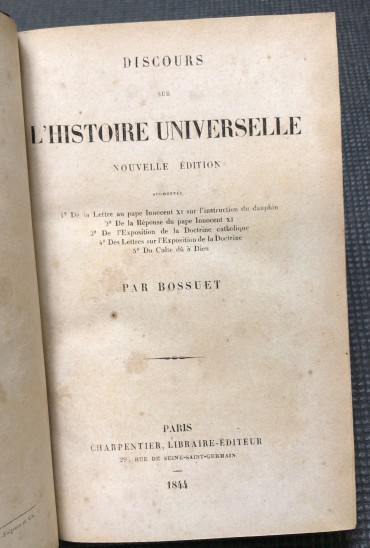 DISCOURS
SUR
L'HISTOIRE UNIVERSELLE
NOUVELLE ÉDITION
AUGMENTÉE
1° De la Lettre au pape Innocent XI sur l'instruction du dauphin
2° De la Réponse du pape Innocent XI
3° De l'Exposition de la Doctrine catholique
4° Des Lettres sur l'Exposition de la Doctrine
5° Du Culte dû à Dieu
PAR BOSSUET
PARIS
CHARPENTIER, LIBRAIRE-ÉDITEUR
29, RUE DE SEINE-SAINT-GERMAIN
1844